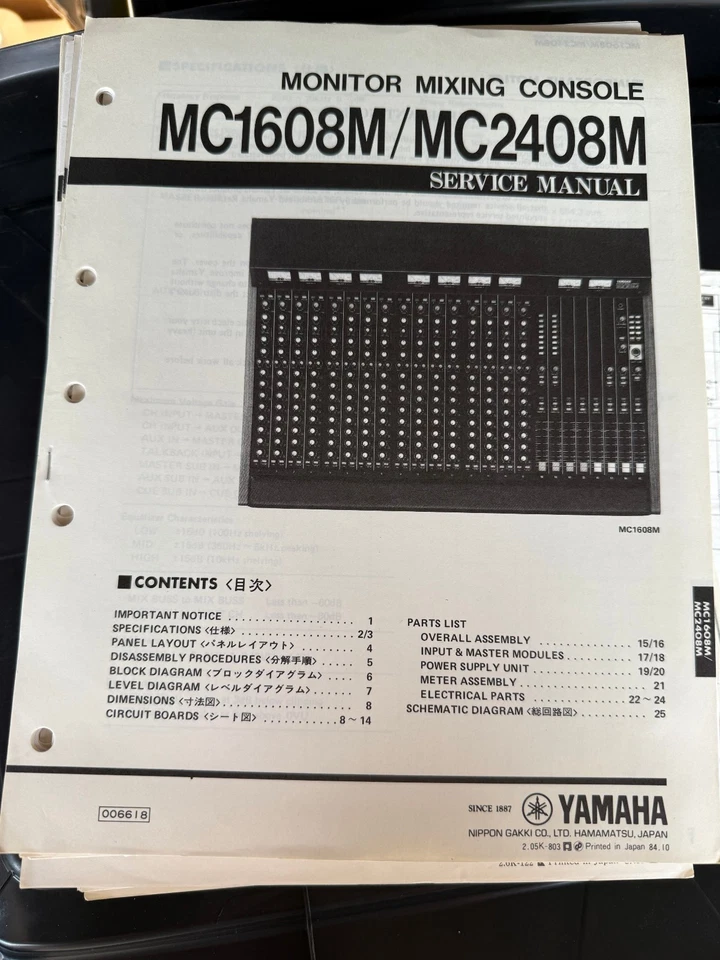 MONITOR MIXING CONSOLE
MC1608M/MC2408M
SERVICE MANUAL
MC1608M
■CONTENTS〈目次〉
IMPORTANT NOTICE .................... 1
SPECIFICATIONS〈仕様〉.................... 2/3
PANEL LAYOUT〈パネルレイアウト〉.......... 4
DISASSEMBLY PROCEDURES〈分解手順〉...... 5
BLOCK DIAGRAM〈ブロックダイアグラム〉.... 6
LEVEL DIAGRAM〈レベルダイアグラム〉....... 7
DIMENSIONS〈寸法図〉.................... 8
CIRCUIT BOARDS〈シート図〉............ 8 ~ 14
PARTS LIST
OVERALL ASSEMBLY .............. 15/16
INPUT & MASTER MODULES .......... 17/18
POWER SUPPLY UNIT ............... 19/20
METER ASSEMBLY .................. 21
ELECTRICAL PARTS ............... 22 ~ 24
SCHEMATIC DIAGRAM〈総回路図〉.......... 25
MC1608M/
MC2408M
006618
SINCE 1887 YAMAHA
NIPPON GAKKI CO., LTD. HAMAMATSU, JAPAN
2.05K-803 Printed in Japan 84.10